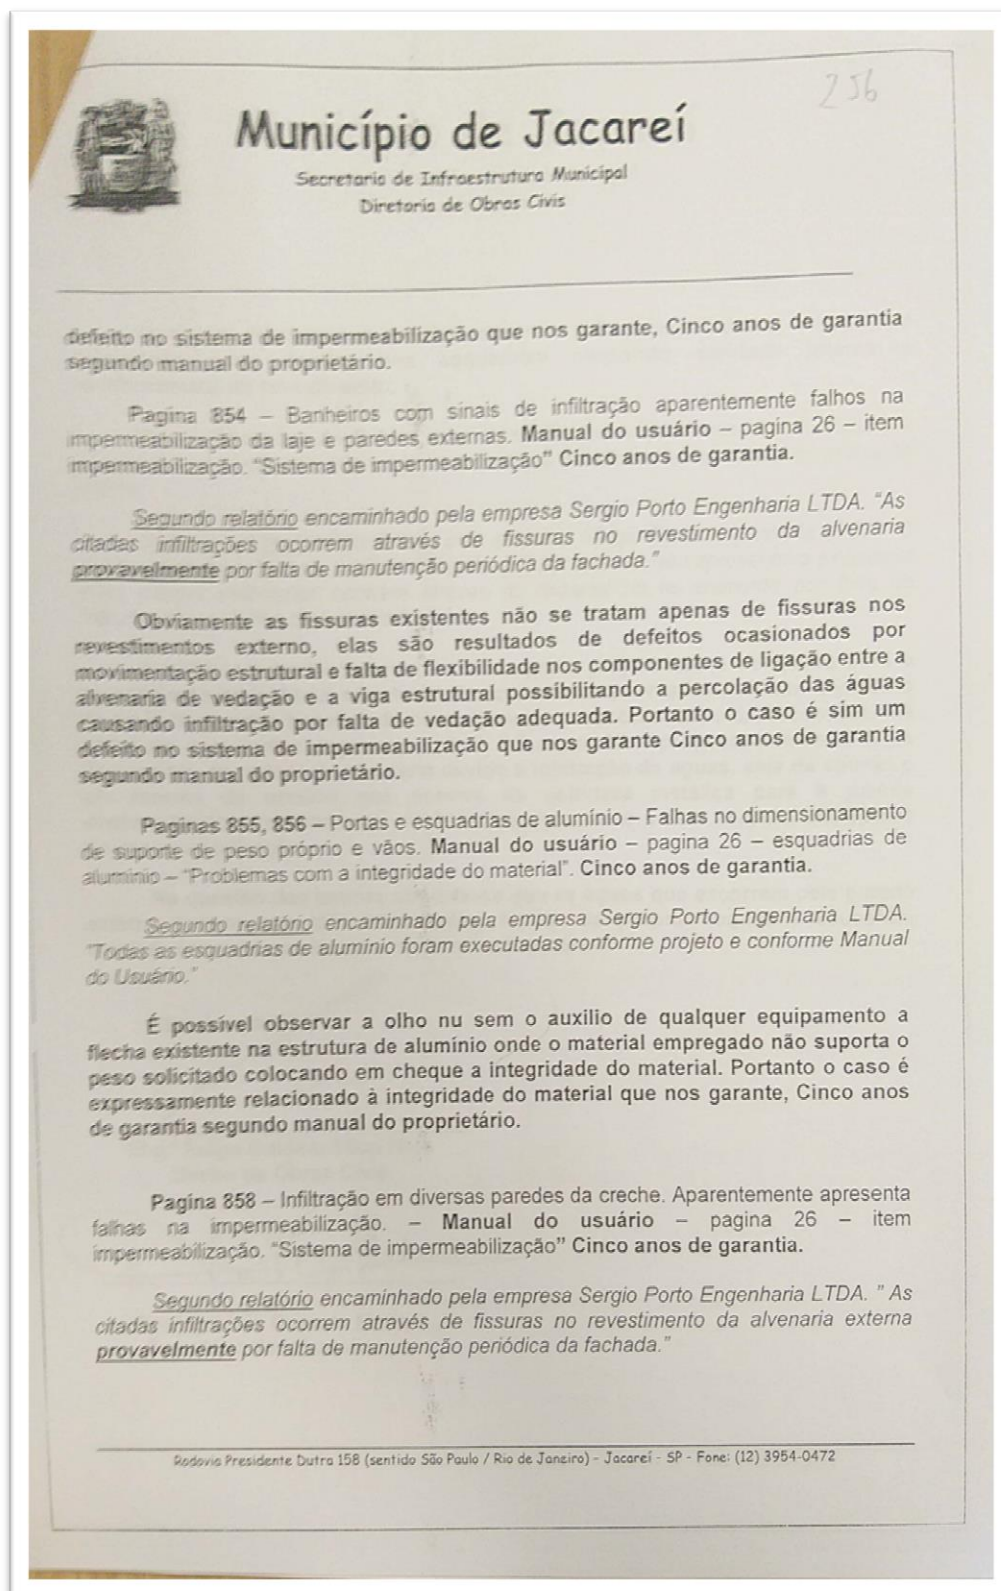 256
Município de Jacareí
Secretaria de Infraestrutura Municipal
Diretoria de Obras Civis
defeito no sistema de impermeabilização que nos garante, Cinco anos de garantia
segundo manual do proprietário.
Pagina 854 – Banheiros com sinais de infiltração aparentemente falhos na
impermeabilização da laje e paredes externas. Manual do usuário – pagina 26 – item
impermeabilização. "Sistema de impermeabilização" Cinco anos de garantia.
Segundo relatório encaminhado pela empresa Sergio Porto Engenharia LTDA. "As
citadas infiltrações ocorrem através de fissuras no revestimento da alvenaria
provavelmente por falta de manutenção periódica da fachada."
Obviamente as fissuras existentes não se tratam apenas de fissuras nos
revestimentos externo, elas são resultados de defeitos ocasionados por
movimentação estrutural e falta de flexibilidade nos componentes de ligação entre a
alvenaria de vedação e a viga estrutural possibilitando a percolação das águas
causando infiltração por falta de vedação adequada. Portanto o caso é sim um
defeito no sistema de impermeabilização que nos garante Cinco anos de garantia
segundo manual do proprietário.
Paginas 855, 856 – Portas e esquadrias de alumínio – Falhas no dimensionamento
de suporte de peso próprio e vãos. Manual do usuário – pagina 26 – esquadrias de
aluminio – "Problemas com a integridade do material". Cinco anos de garantia.
Segundo relatório encaminhado pela empresa Sergio Porto Engenharia LTDA.
"Todas as esquadrias de aluminio foram executadas conforme projeto e conforme Manual
do Usuário."
É possível observar a olho nu sem o auxilio de qualquer equipamento a
flecha existente na estrutura de alumínio onde o material empregado não suporta o
peso solicitado colocando em cheque a integridade do material. Portanto o caso é
expressamente relacionado à integridade do material que nos garante, Cinco anos
de garantia segundo manual do proprietário.
Pagina 858 – Infiltração em diversas paredes da creche. Aparentemente apresenta
falhas na impermeabilização. – Manual do usuário – pagina 26 – item
impermeabilização. "Sistema de impermeabilização" Cinco anos de garantia.
Segundo relatório encaminhado pela empresa Sergio Porto Engenharia LTDA. " As
citadas infiltrações ocorrem através de fissuras no revestimento da alvenaria externa
provavelmente por falta de manutenção periódica da fachada."
Rodovia Presidente Dutra 158 (sentido São Paulo / Rio de Janeiro) - Jacareí - SP - Fone: (12) 3954-0472